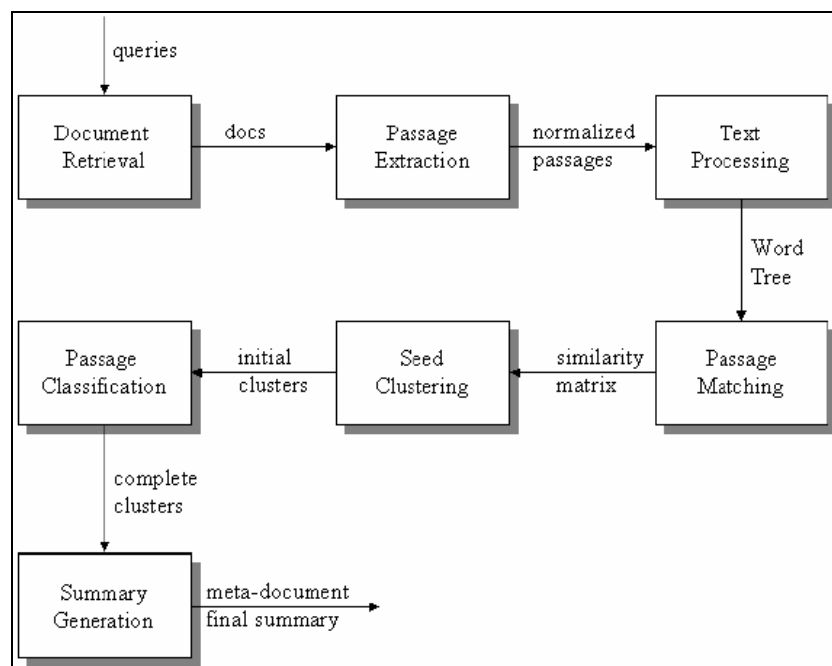 queries
Document
Retrieval
docs
Passage
Extraction
normalized
passages
Text
Processing
Word
Tree
Passage
Matching
similarity
matrix
Seed
Clustering
initial
clusters
Passage
Classification
complete
clusters
Summary
Generation
meta-document
final summary